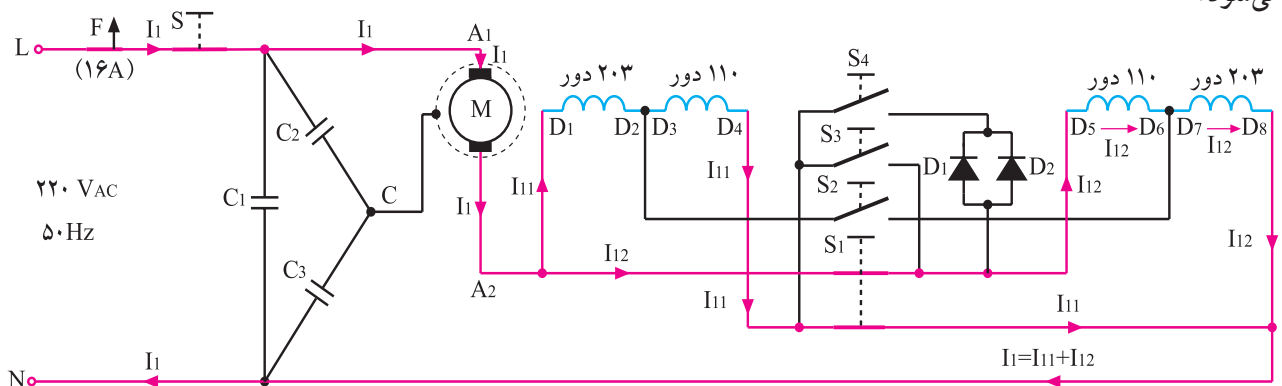 می‌شود.
L F I1 S I1 A1 I1
(۱۶A)
۲۰۳ دور ۱۱۰ دور
S4
۱۱۰ دور ۲۰۳ دور
M
D1 D2 D3 D4
D5 D6 D7 D8
I12 I12
C2
S3
D1 D2
I11 I11
S2
I12
۲۲۰ VAC
C1 C
I1
S1
I12
۵۰Hz
C3
I12
A2
I11 I11
N I1
I1=I11+I12